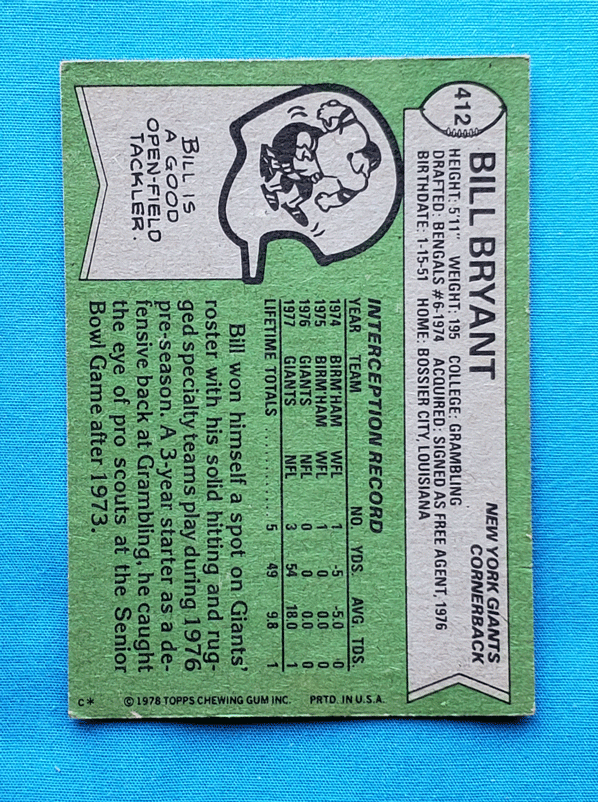 412
BILL BRYANT
NEW YORK GIANTS
CORNERBACK
HEIGHT: 5'11" WEIGHT: 195 COLLEGE: GRAMBLING
DRAFTED: BENGALS #6-1974 ACQUIRED: SIGNED AS FREE AGENT, 1976
BIRTHDATE: 1-15-51 HOME: BOSSIER CITY, LOUISIANA
BILL IS
A GOOD
OPEN-FIELD
TACKLER.
INTERCEPTION RECORD
YEAR TEAM NO. YDS. AVG. TDS.
1974 BIRM'HAM WFL 1 -5 -5.0 0
1975 BIRM'HAM WFL 1 0 0.0 0
1976 GIANTS NFL 0 0 0.0 0
1977 GIANTS NFL 3 54 18.0 1
LIFETIME TOTALS .......... 5 49 9.8 1
Bill won himself a spot on Giants'
roster with his solid hitting and rug-
ged specialty teams play during 1976
pre-season. A 3-year starter as a de-
fensive back at Grambling, he caught
the eye of pro scouts at the Senior
Bowl Game after 1973.
C* © 1978 TOPPS CHEWING GUM INC. PRTD. IN U.S.A.